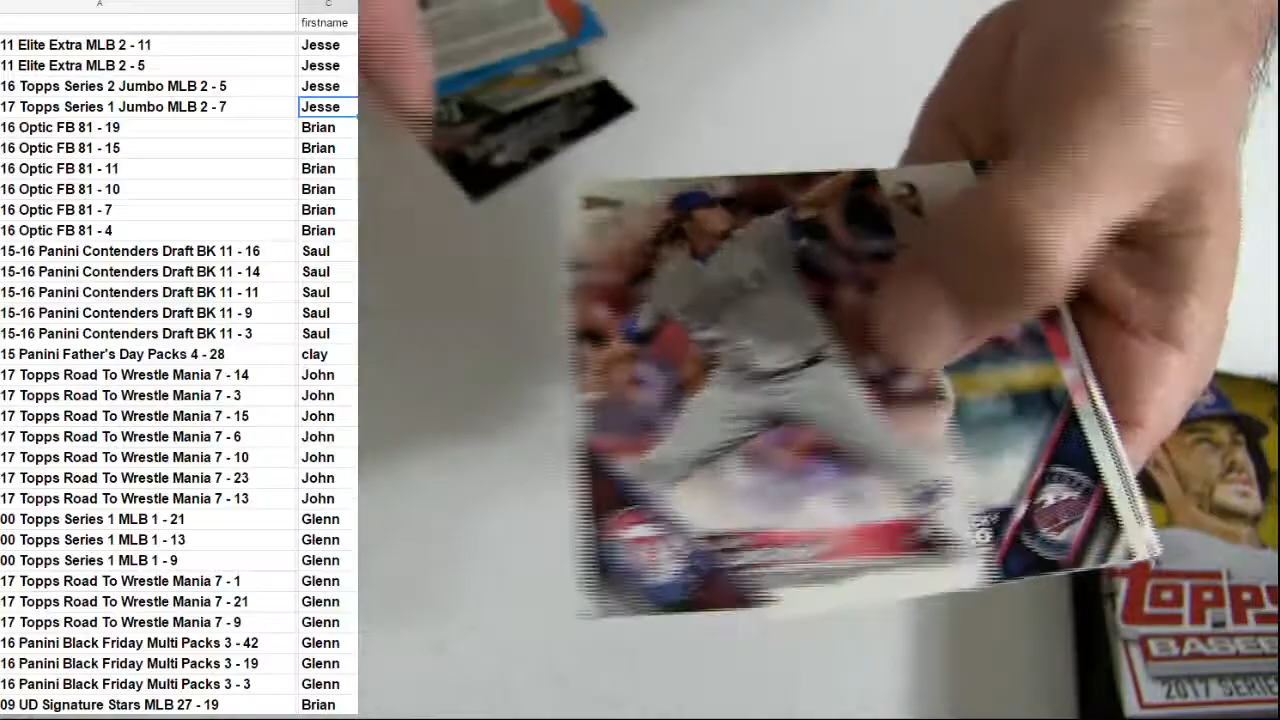 A C
firstname
11 Elite Extra MLB 2 - 11 Jesse
11 Elite Extra MLB 2 - 5 Jesse
16 Topps Series 2 Jumbo MLB 2 - 5 Jesse
17 Topps Series 1 Jumbo MLB 2 - 7 Jesse
16 Optic FB 81 - 19 Brian
16 Optic FB 81 - 15 Brian
16 Optic FB 81 - 11 Brian
16 Optic FB 81 - 10 Brian
16 Optic FB 81 - 7 Brian
16 Optic FB 81 - 4 Brian
15-16 Panini Contenders Draft BK 11 - 16 Saul
15-16 Panini Contenders Draft BK 11 - 14 Saul
15-16 Panini Contenders Draft BK 11 - 11 Saul
15-16 Panini Contenders Draft BK 11 - 9 Saul
15-16 Panini Contenders Draft BK 11 - 3 Saul
15 Panini Father's Day Packs 4 - 28 clay
17 Topps Road To Wrestle Mania 7 - 14 John
17 Topps Road To Wrestle Mania 7 - 3 John
17 Topps Road To Wrestle Mania 7 - 15 John
17 Topps Road To Wrestle Mania 7 - 6 John
17 Topps Road To Wrestle Mania 7 - 10 John
17 Topps Road To Wrestle Mania 7 - 23 John
17 Topps Road To Wrestle Mania 7 - 13 John
00 Topps Series 1 MLB 1 - 21 Glenn
00 Topps Series 1 MLB 1 - 13 Glenn
00 Topps Series 1 MLB 1 - 9 Glenn
17 Topps Road To Wrestle Mania 7 - 1 Glenn
17 Topps Road To Wrestle Mania 7 - 21 Glenn
17 Topps Road To Wrestle Mania 7 - 9 Glenn
16 Panini Black Friday Multi Packs 3 - 42 Glenn
16 Panini Black Friday Multi Packs 3 - 19 Glenn
16 Panini Black Friday Multi Packs 3 - 3 Glenn
09 UD Signature Stars MLB 27 - 19 Brian
Topps
BASEB
2017 SERIE